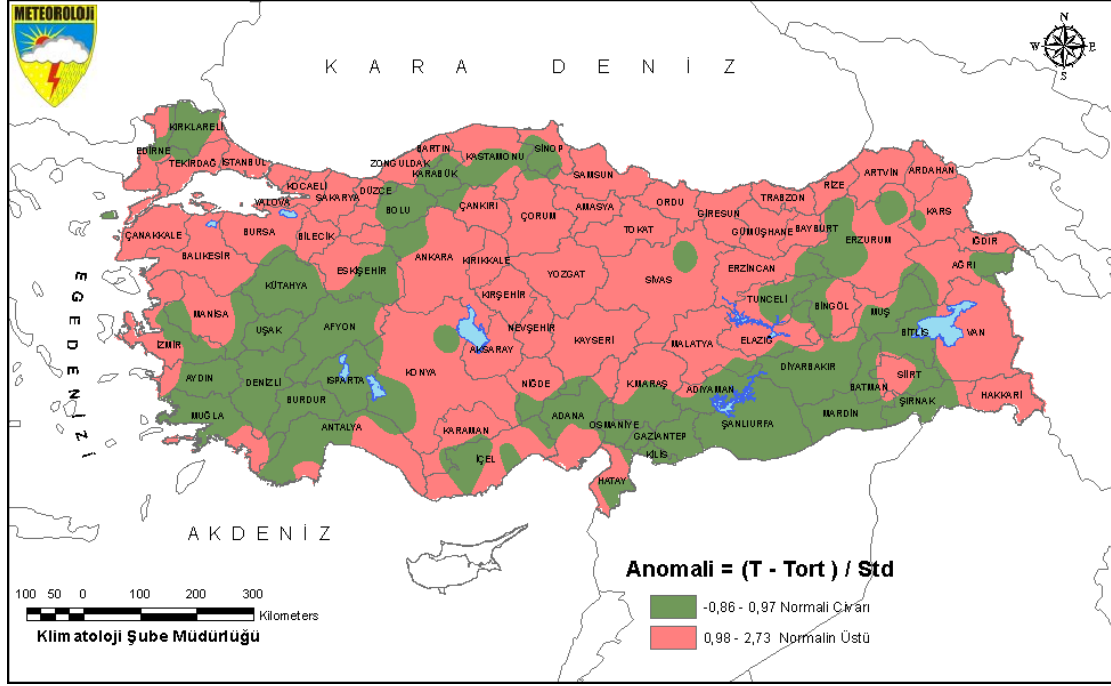 METEOROLOJİ
N
W
P
S
KARA DENİZ
KIRKLARELİ
EDİRNE
TEKİRDAĞ
İSTANBUL
BARTIN
ZONGULDAK
KASTAMONU
SİNOP
KARABÜK
KOCAELİ
SAKARYA
DÜZCE
YALOVA
BOLU
ÇANKIRI
SAMSUN
ÇORUM
AMASYA
ORDU
GİRESUN
TRABZON
RİZE
ARTVİN
ARDAHAN
KARS
ÇANAKKALE
BURSA
BİLECİK
BALIKESİR
ESKİŞEHİR
ANKARA
KIRIKKALE
TOKAT
GÜMÜŞHANE
BAYBURT
ERZURUM
IĞDIR
AĞRI
KÜTAHYA
YOZGAT
SİVAS
ERZİNCAN
KIRŞEHİR
TUNCELİ
BİNGÖL
MUŞ
MANİSA
UŞAK
AFYON
NEVŞEHİR
AKSARAY
KAYSERİ
MALATYA
ELAZIĞ
BİTLİS
VAN
İZMİR
KONYA
AYDIN
DENİZLİ
ISPARTA
BURDUR
NİĞDE
K.MARAŞ
ADIYAMAN
DİYARBAKIR
BATMAN
SİİRT
ŞIRNAK
HAKKARİ
MUĞLA
ANTALYA
KARAMAN
ADANA
OSMANİYE
GAZİANTEP
ŞANLIURFA
MARDİN
KİLİS
İÇEL
HATAY
EGE DENİZİ
AKDENİZ
Anomali = (T - Tort ) / Std
-0,86 - 0,97 Normali Civarı
0,98 - 2,73 Normalin Üstü
100 50 0 100 200 300
Kilometers
Klimatoloji Şube Müdürlüğü